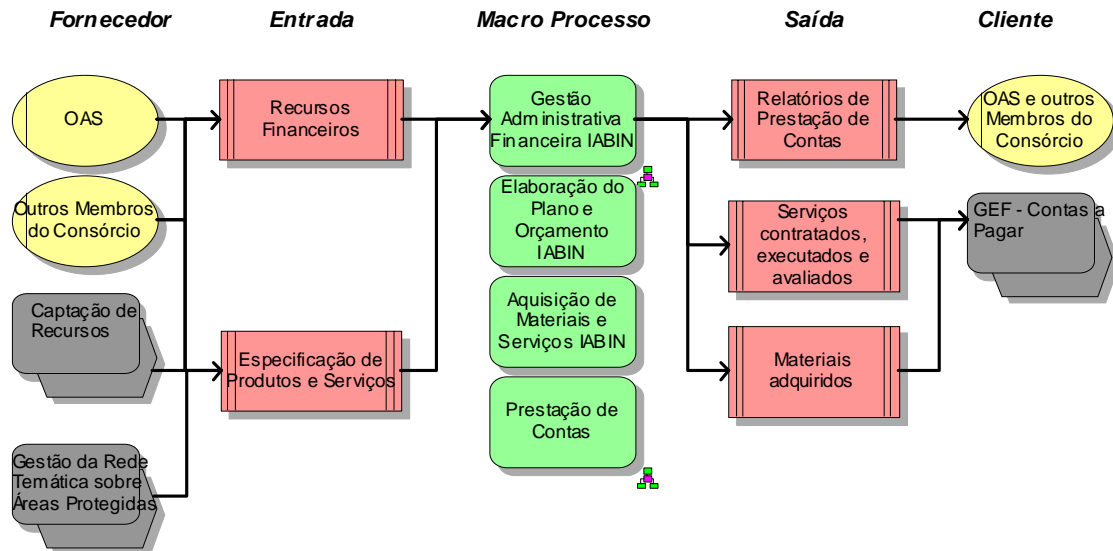 Fornecedor
Entrada
Macro Processo
Saída
Cliente
OAS
Outros Membros
do Consórcio
Captação de
Recursos
Gestão da Rede
Temática sobre
Áreas Protegidas
Recursos
Financeiros
Especificação de
Produtos e Serviços
Gestão
Administrativa
Financeira IABIN
Elaboração do
Plano e
Orçamento
IABIN
Aquisição de
Materiais e
Serviços IABIN
Prestação de
Contas
Relatórios de
Prestação de
Contas
Serviços
contratados,
executados e
avaliados
Materiais
adquiridos
OAS e outros
Membros do
Consórcio
GEF - Contas a
Pagar